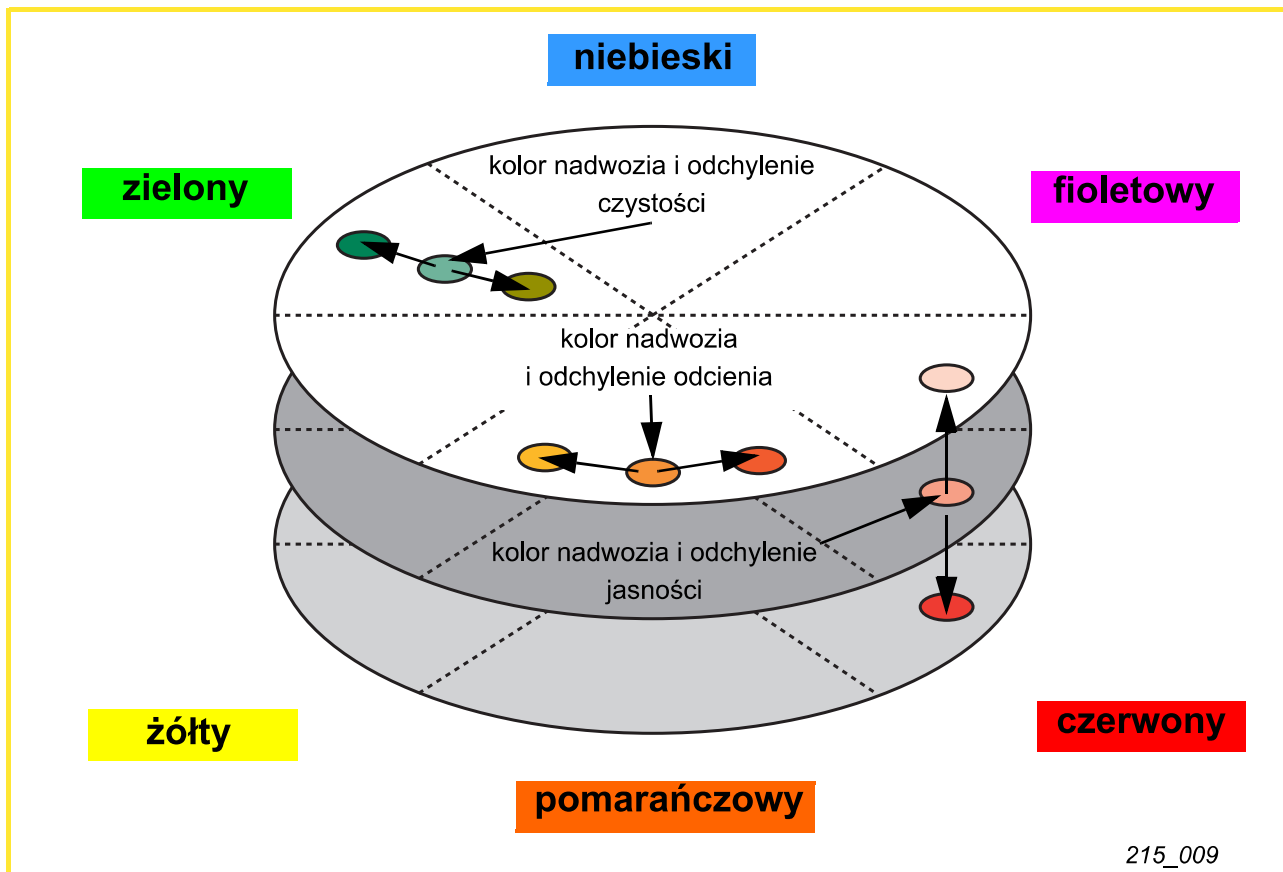 niebieski
zielony
fioletowy
kolor nadwozia i odchylenie
czystości
kolor nadwozia
i odchylenie odcienia
kolor nadwozia i odchylenie
jasności
żółty
czerwony
pomarańczowy
215_009